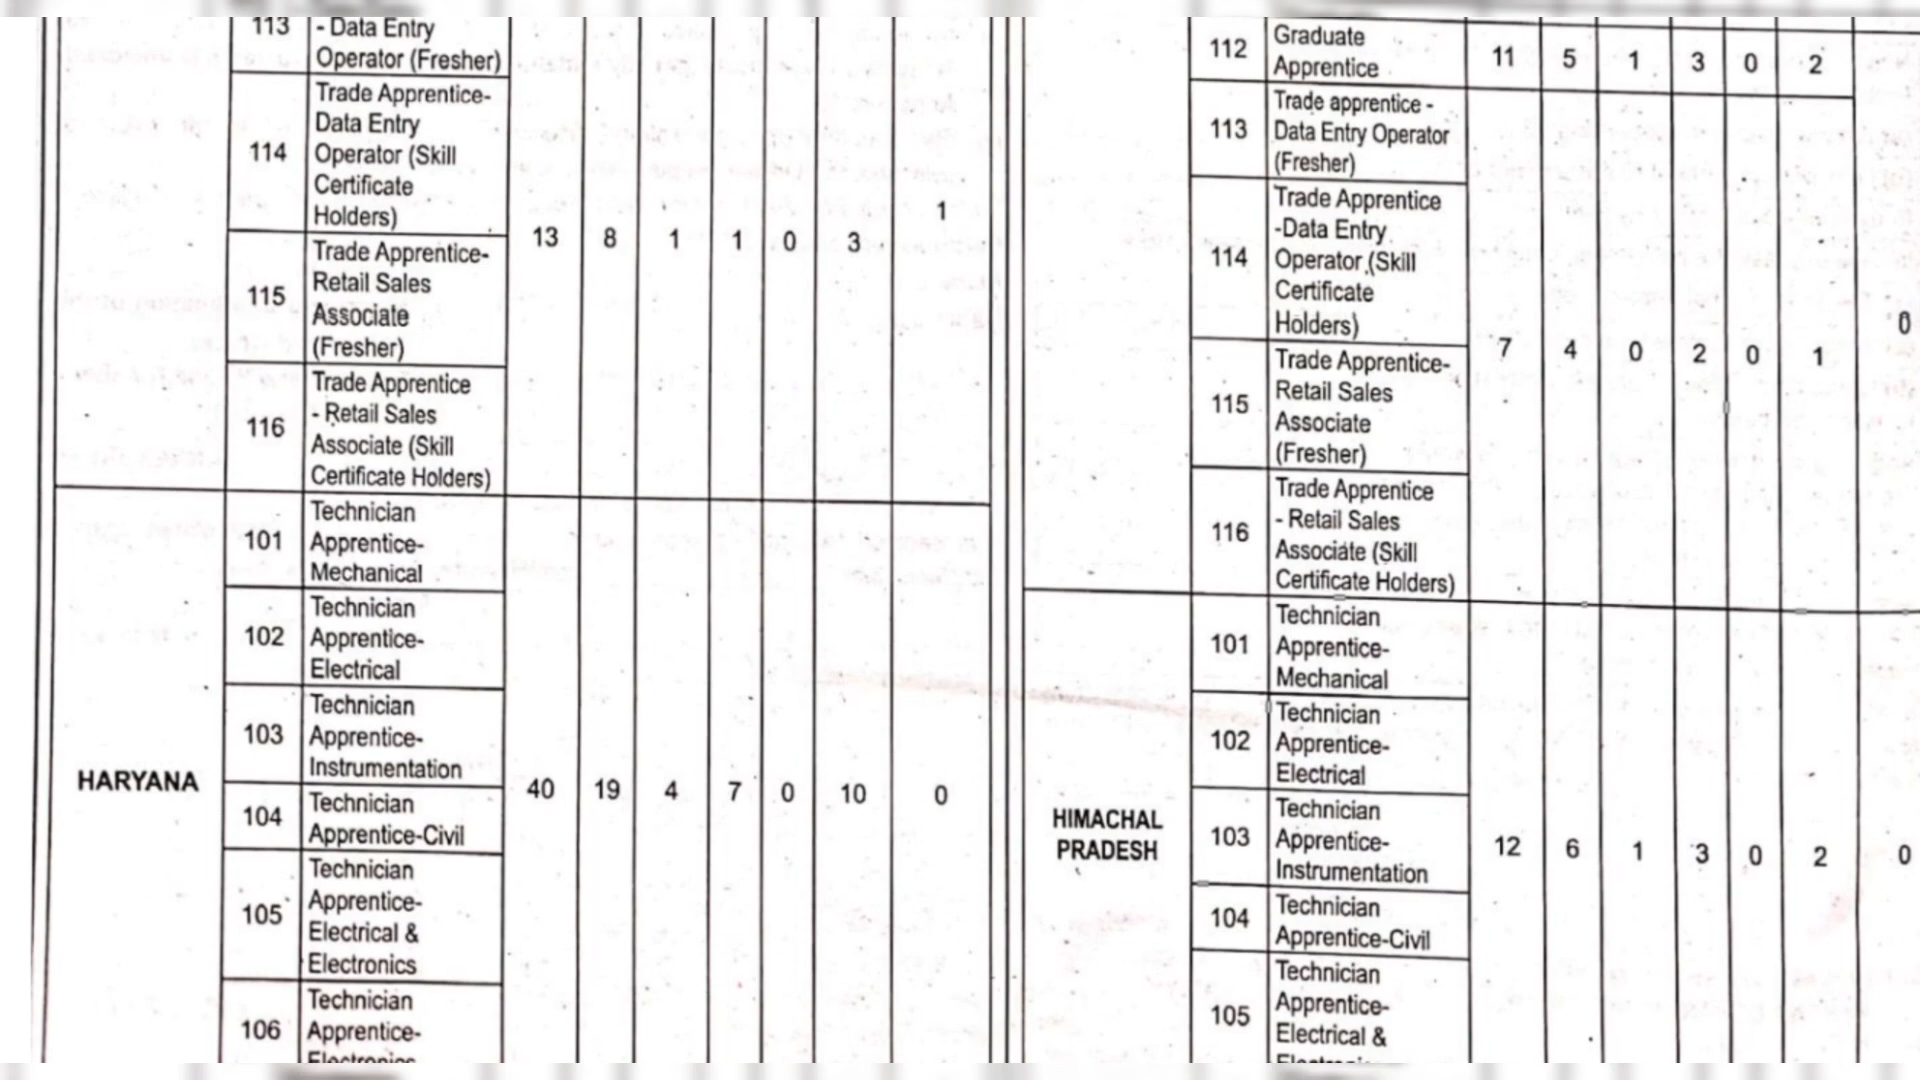 113
- Data Entry
Operator (Fresher)
114
Trade Apprentice-
Data Entry
Operator (Skill
Certificate
Holders)
115
Trade Apprentice-
Retail Sales
Associate
(Fresher)
116
Trade Apprentice
- Retail Sales
Associate (Skill
Certificate Holders)
13 8 1 1 0 3 1
HARYANA
101
Technician
Apprentice-
Mechanical
102
Technician
Apprentice-
Electrical
103
Technician
Apprentice-
Instrumentation
104
Technician
Apprentice-Civil
105
Technician
Apprentice-
Electrical &
Electronics
106
Technician
Apprentice-
Electronics
40 19 4 7 0 10 0
112
Graduate
Apprentice
11 5 1 3 0 2
113
Trade apprentice -
Data Entry Operator
(Fresher)
114
Trade Apprentice
-Data Entry
Operator (Skill
Certificate
Holders)
115
Trade Apprentice-
Retail Sales
Associate
(Fresher)
116
Trade Apprentice
- Retail Sales
Associate (Skill
Certificate Holders)
7 4 0 2 0 1 0
HIMACHAL
PRADESH
101
Technician
Apprentice-
Mechanical
102
Technician
Apprentice-
Electrical
103
Technician
Apprentice-
Instrumentation
104
Technician
Apprentice-Civil
105
Technician
Apprentice-
Electrical &
12 6 1 3 0 2 0